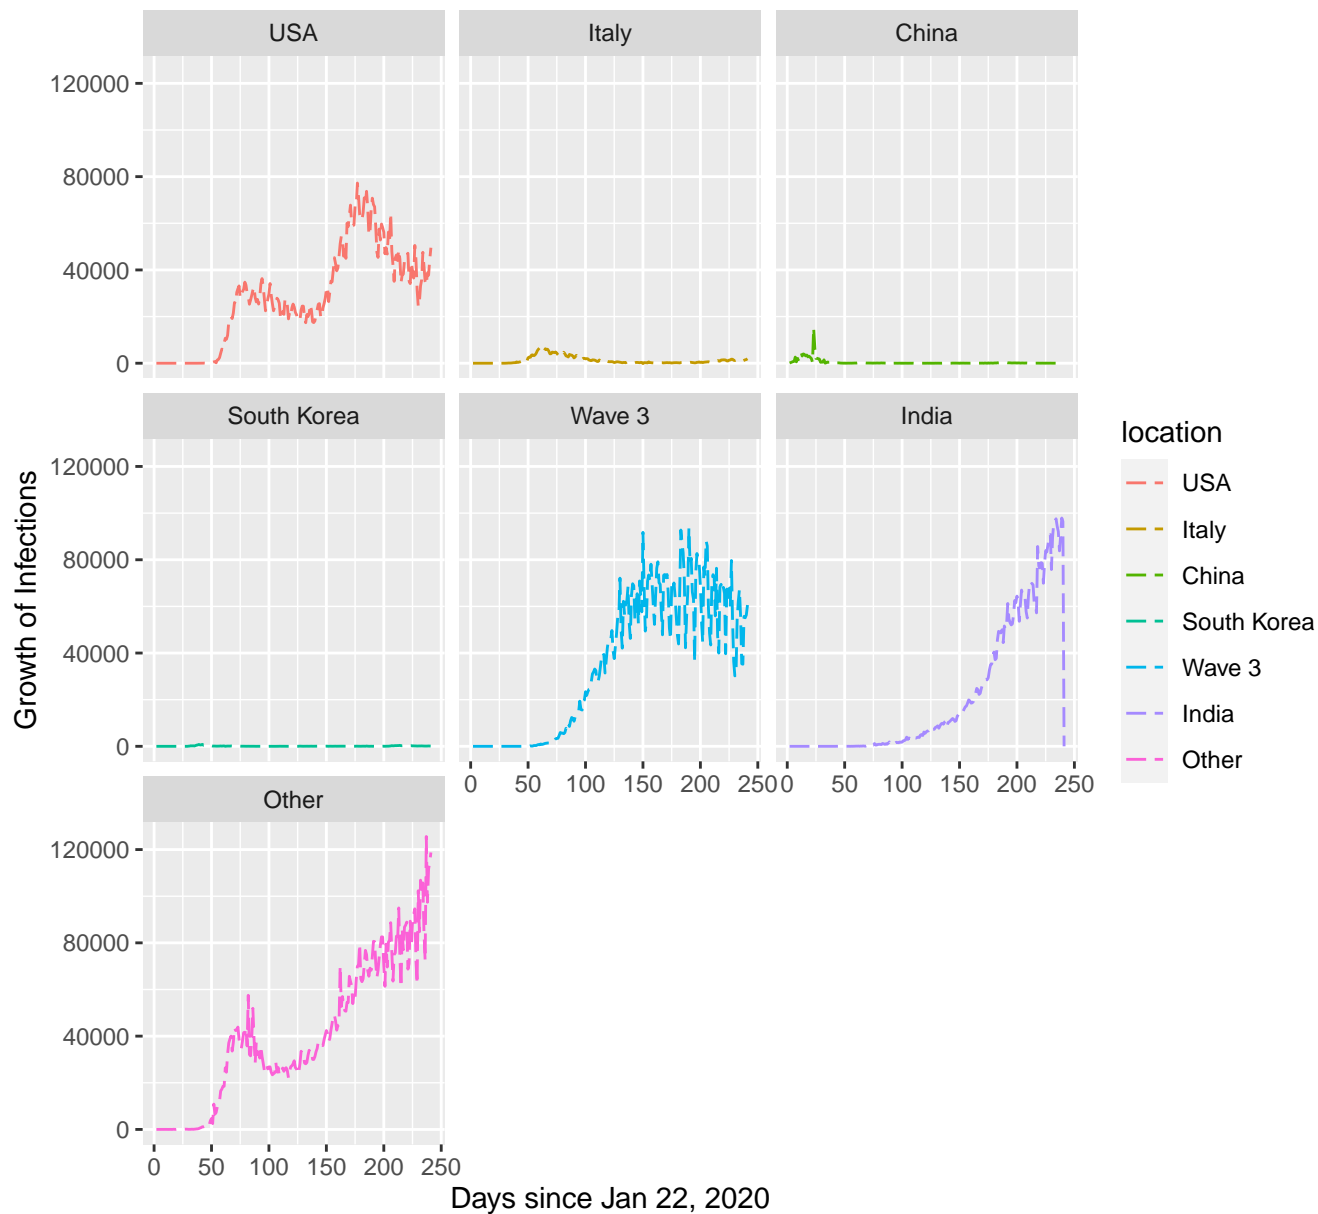 USA
Italy
China
120000
80000
40000
0
South Korea
Wave 3
India
120000
80000
40000
0
0 50 100 150 200 250
0 50 100 150 200 250
Other
120000
80000
40000
0
0 50 100 150 200 250
Growth of Infections
Days since Jan 22, 2020
location
USA
Italy
China
South Korea
Wave 3
India
Other